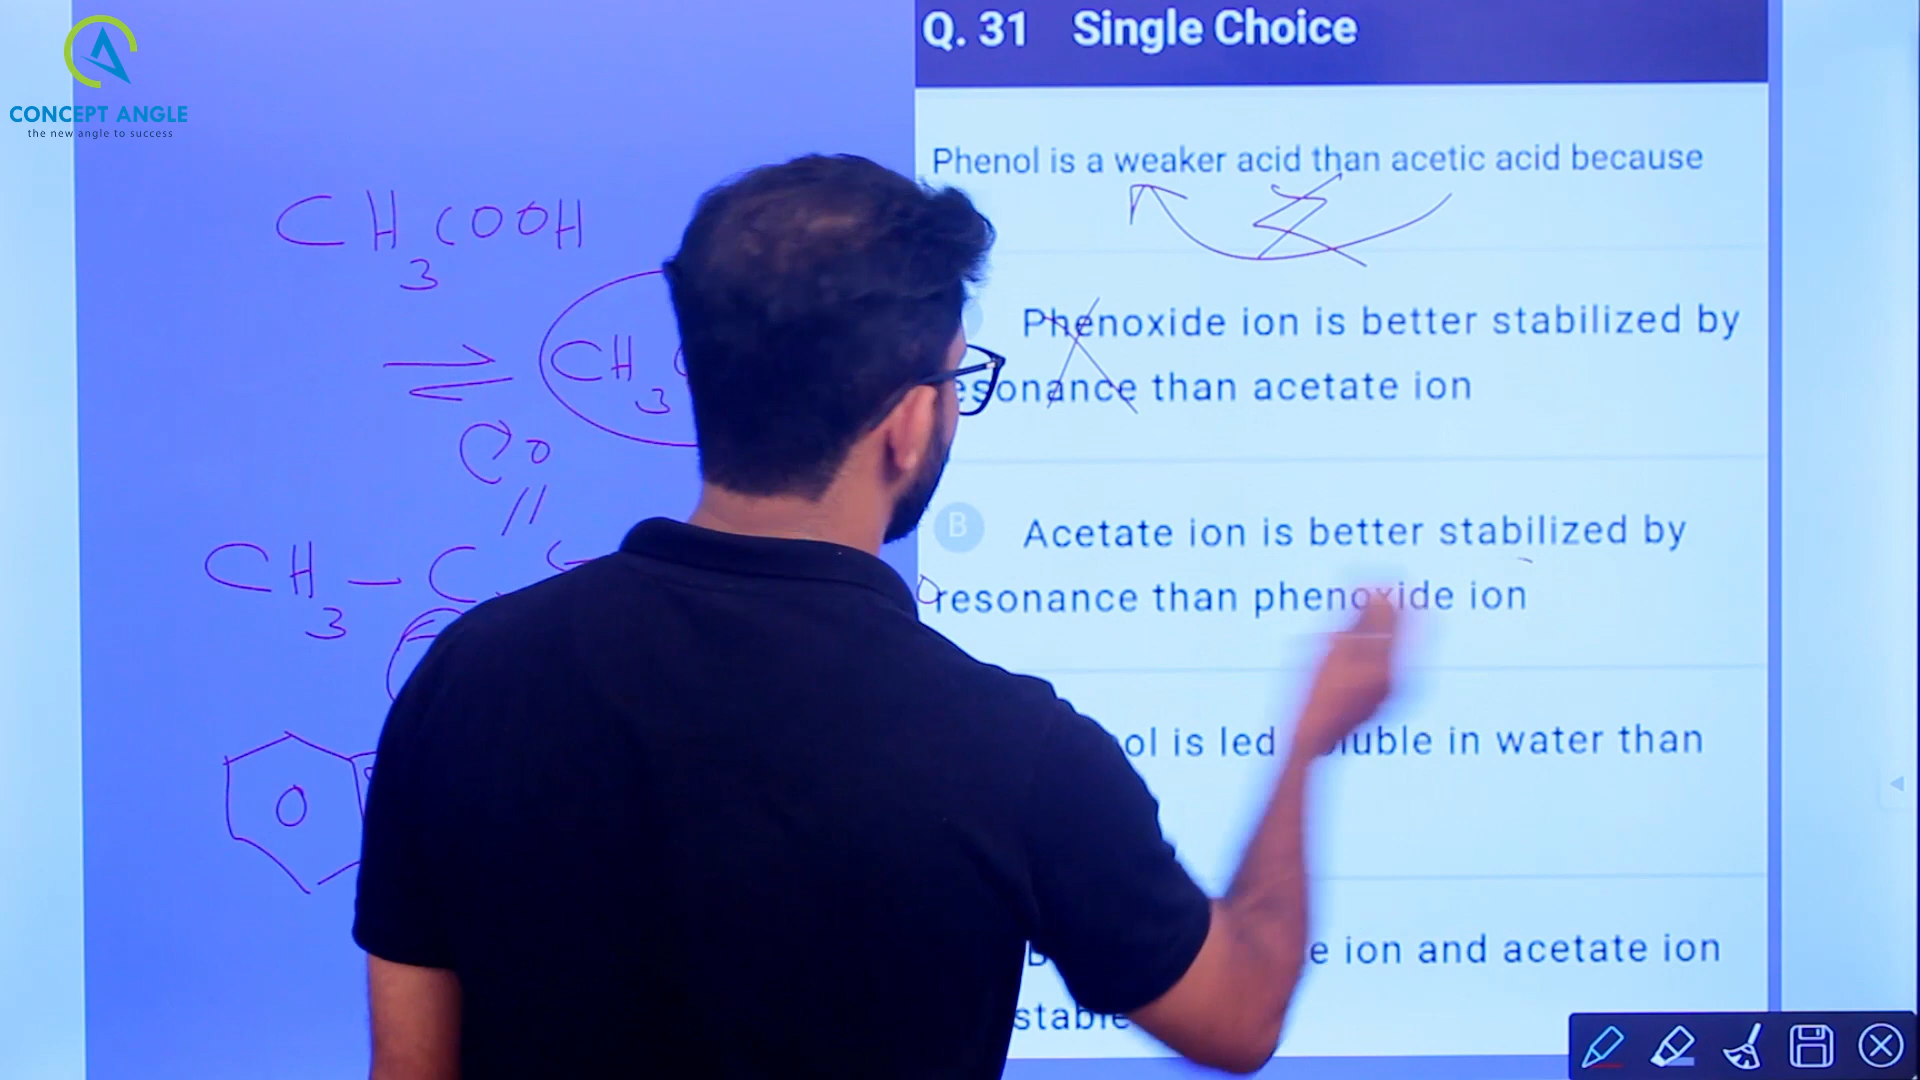 CONCEPT ANGLE
the new angle to success
Q. 31 Single Choice
Phenol is a weaker acid than acetic acid because
Phenoxide ion is better stabilized by
resonance than acetate ion
B Acetate ion is better stabilized by
resonance than phenoxide ion
ol is led in water than
e ion and acetate ion
stable
CH3COOH
CH3
O
CH3 - C
O